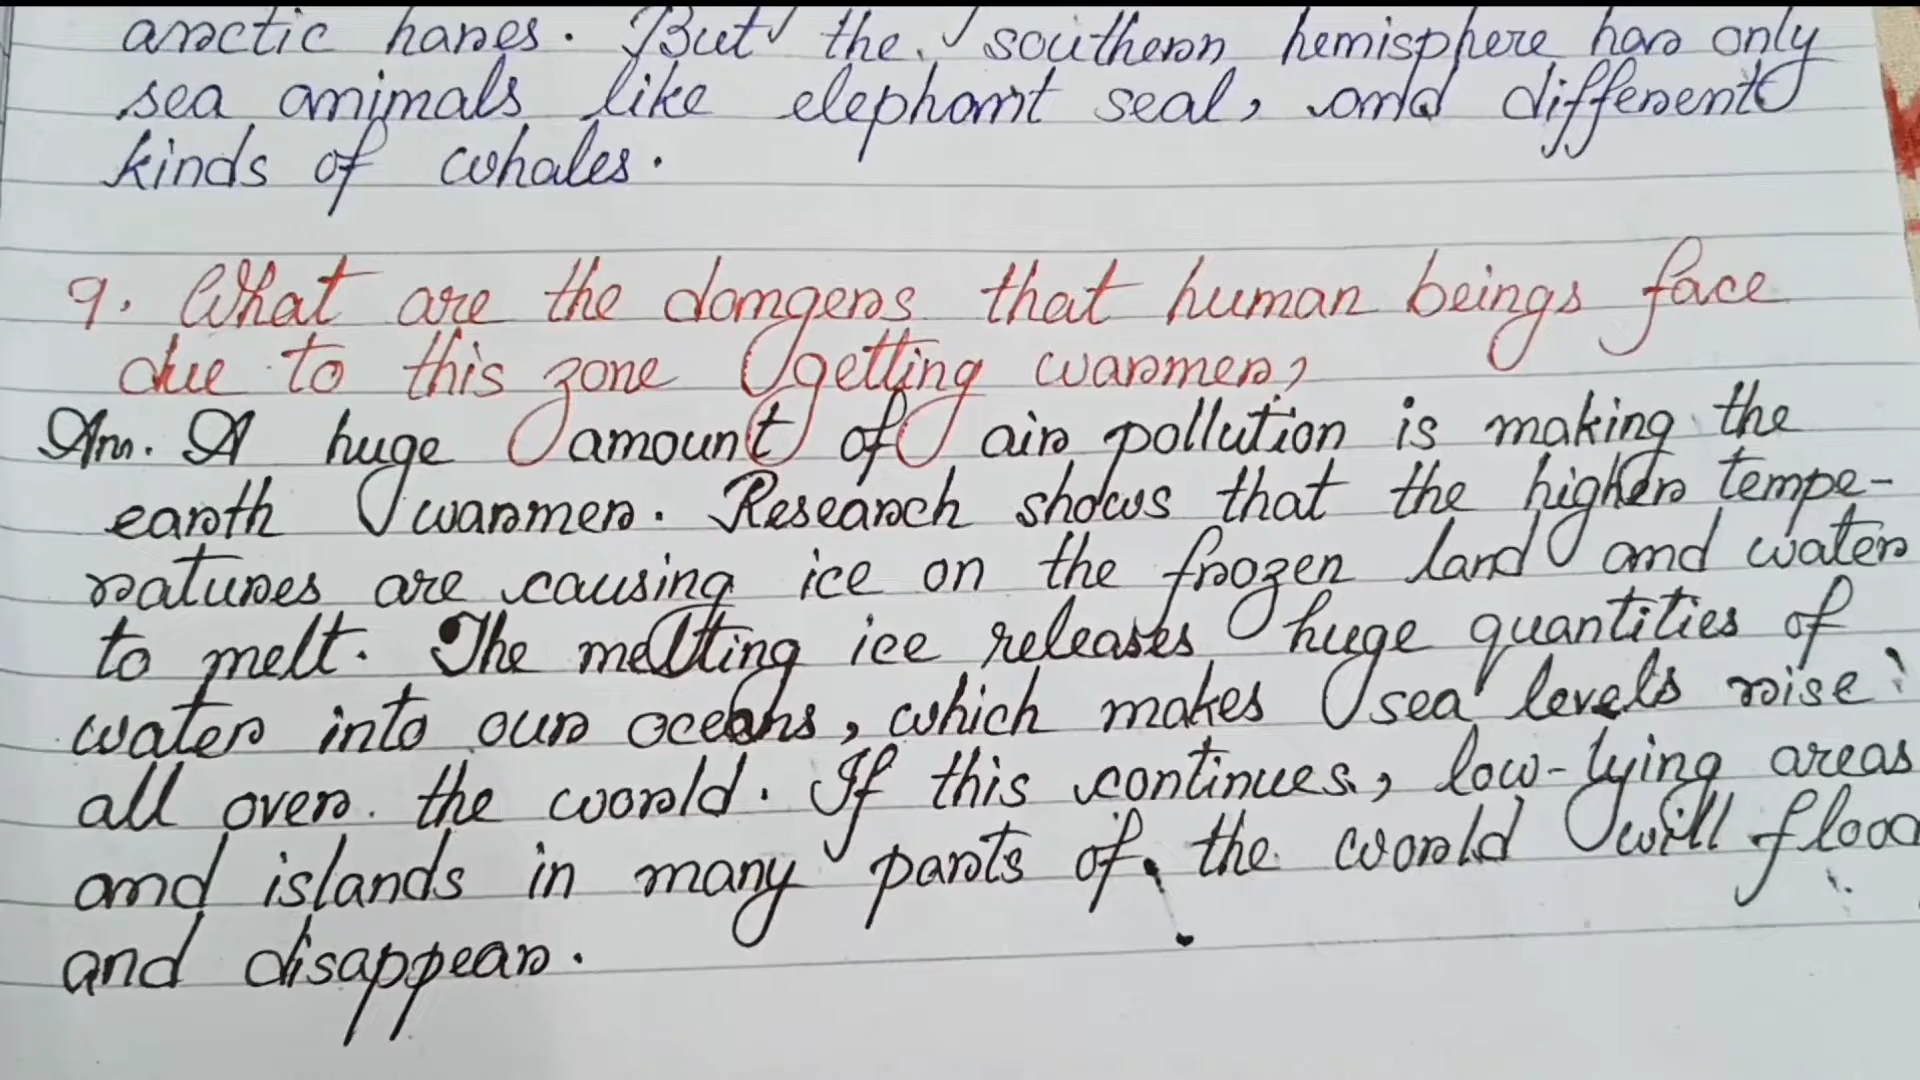 arctic hares. But the southern hemisphere has only
sea animals like elephant seal, and different
kinds of whales.
9. What are the dangers that human beings face
due to this zone getting warmer?
Ans. A huge amount of air pollution is making the
earth warmer. Research shows that the higher tempe-
ratures are causing ice on the frozen land and water
to melt. The melting ice releases huge quantities of
water into our oceans, which makes sea levels rise
all over the world. If this continues, low-lying areas
and islands in many parts of the world will flood
and disappear.